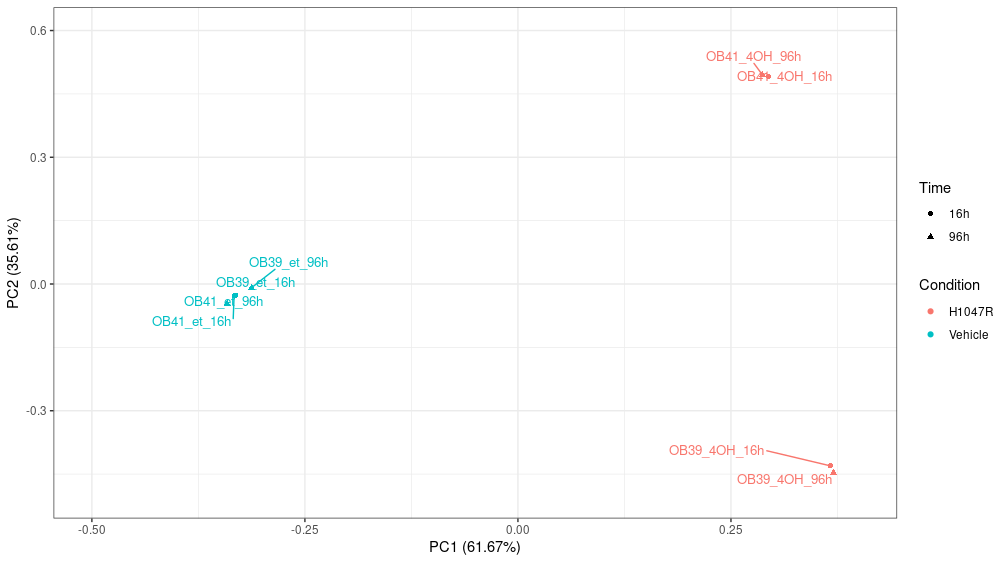 0.6
0.3
0.0
-0.3
PC2 (35.61%)
OB41_4OH_96h
OB41_4OH_16h
OB39_et_96h
OB39_et_16h
OB41_et_96h
OB41_et_16h
OB39_4OH_16h
OB39_4OH_96h
-0.50
-0.25
0.00
0.25
PC1 (61.67%)
Time
16h
96h
Condition
H1047R
Vehicle